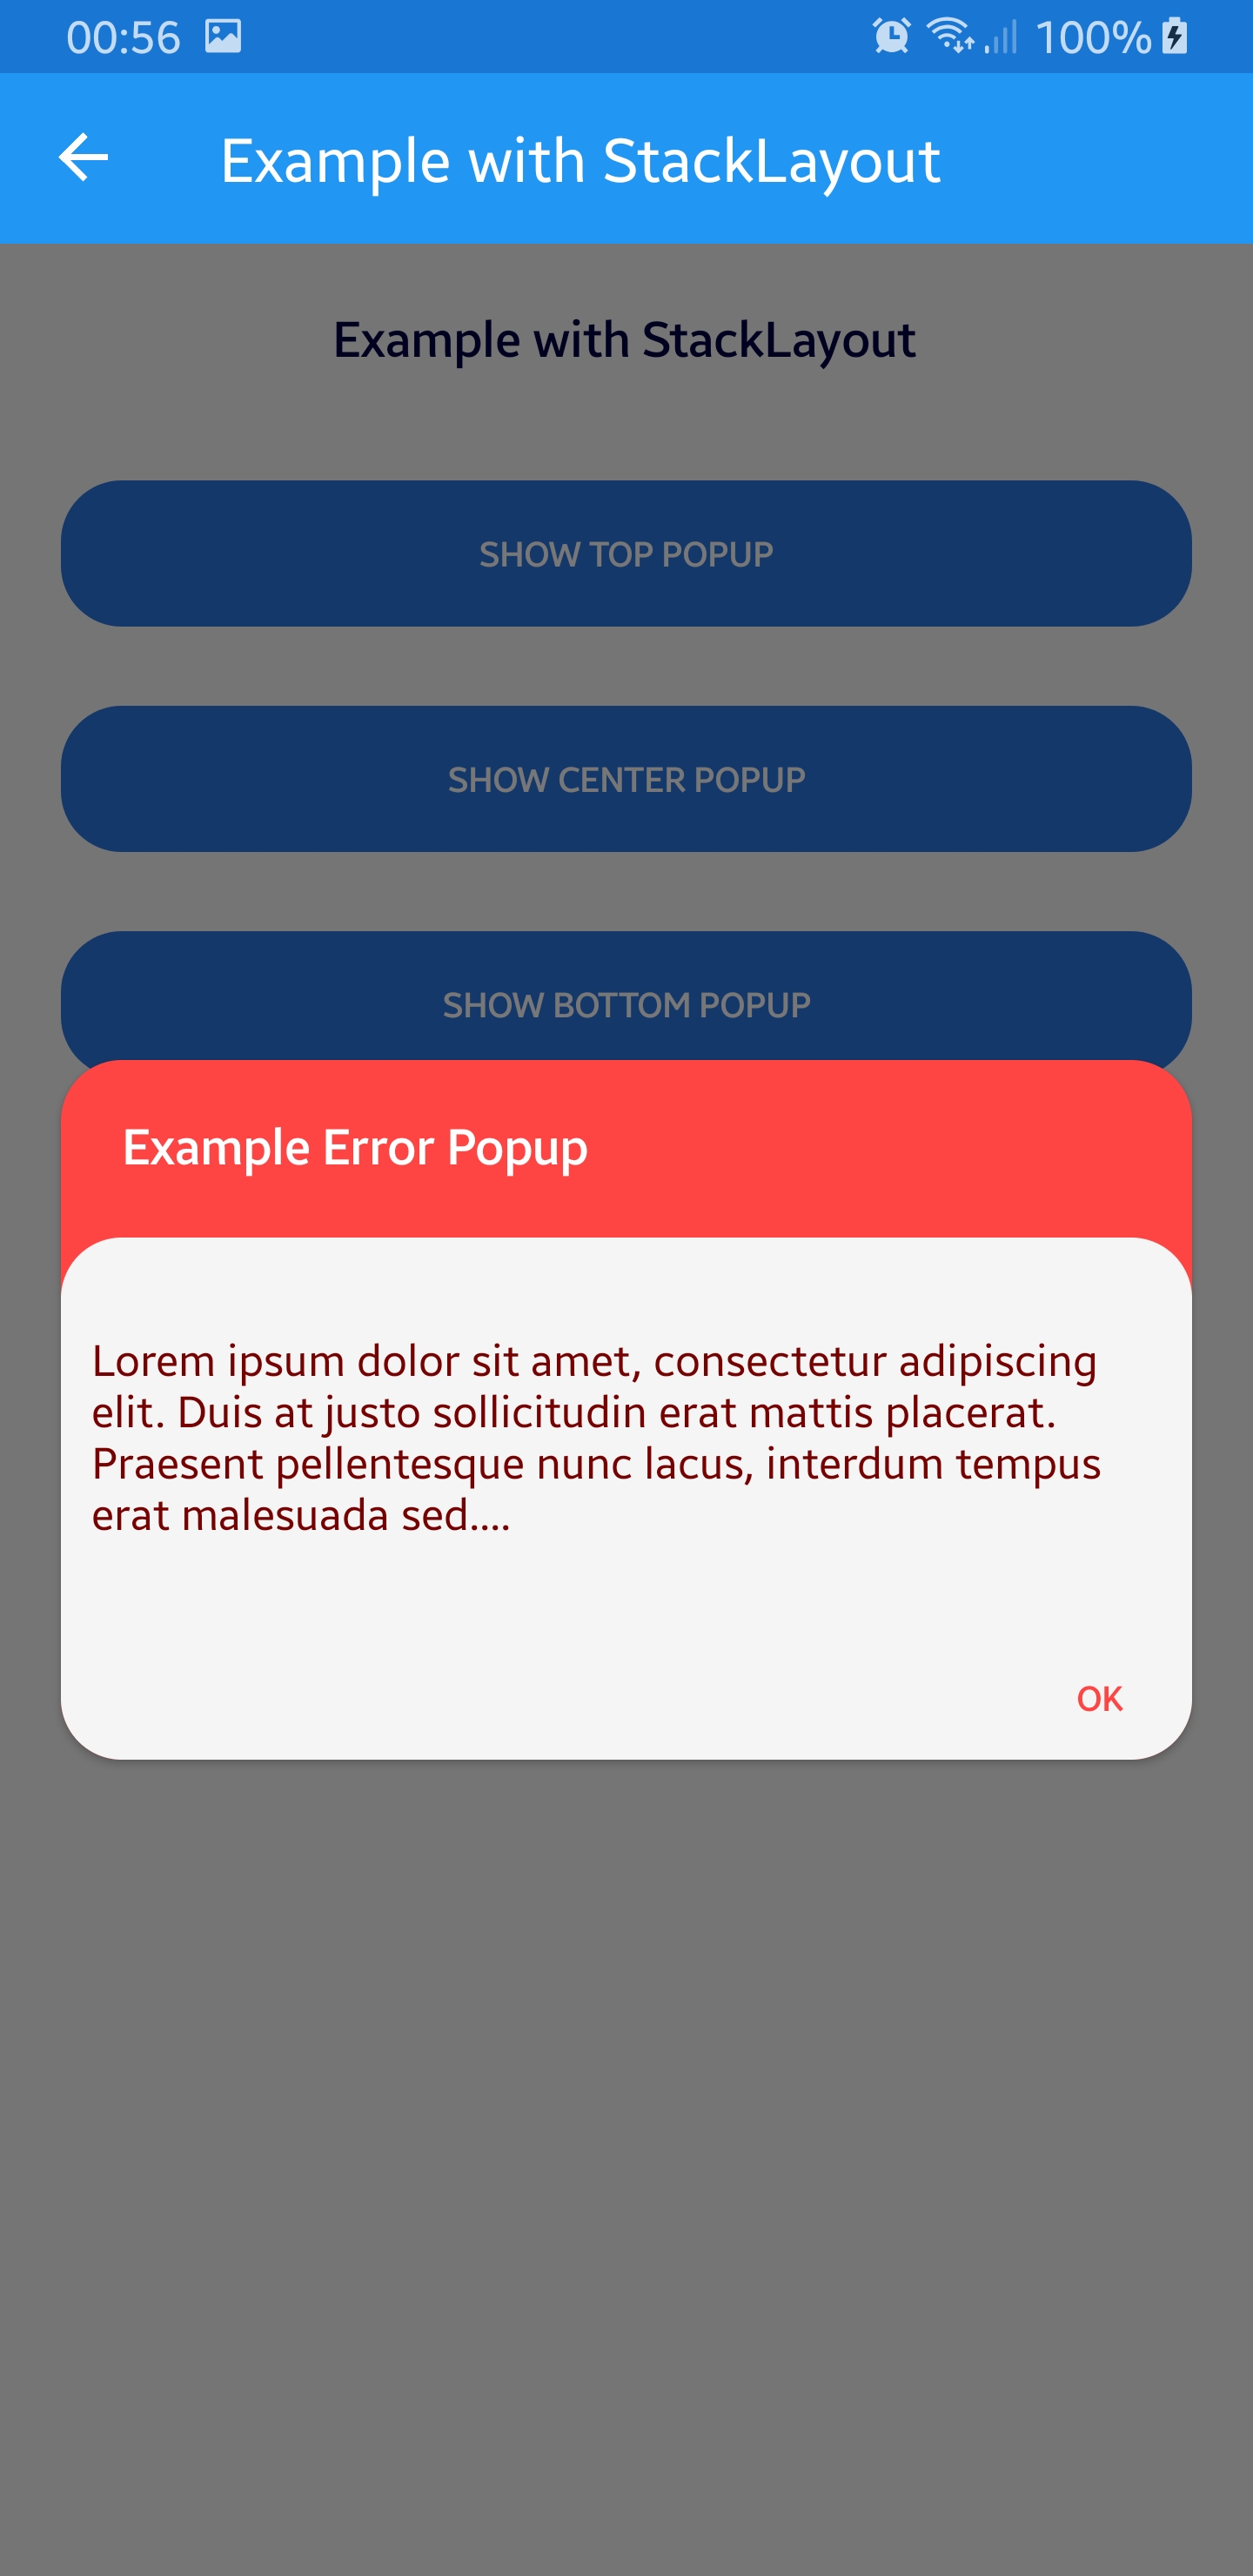 00:56 100%
Example with StackLayout
Example with StackLayout
SHOW TOP POPUP
SHOW CENTER POPUP
SHOW BOTTOM POPUP
Example Error Popup
Lorem ipsum dolor sit amet, consectetur adipiscing
elit. Duis at justo sollicitudin erat mattis placerat.
Praesent pellentesque nunc lacus, interdum tempus
erat malesuada sed....
OK